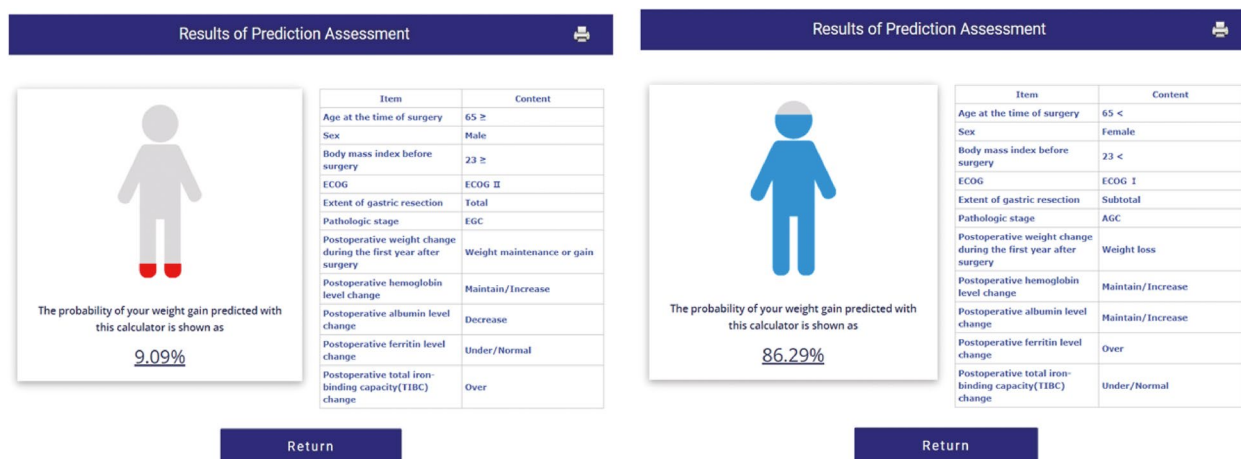 Results of Prediction Assessment
The probability of your weight gain predicted with
this calculator is shown as
9.09%
Item Content
Age at the time of surgery 65 ≥
Sex Male
Body mass index before
surgery 23 ≥
ECOG ECOG Ⅱ
Extent of gastric resection Total
Pathologic stage EGC
Postoperative weight change
during the first year after Weight maintenance or gain
surgery
Postoperative hemoglobin
level change Maintain/Increase
Postoperative albumin level
change Decrease
Postoperative ferritin level
change Under/Normal
Postoperative total iron-
binding capacity(TIBC) Over
change
Return
Results of Prediction Assessment
The probability of your weight gain predicted with
this calculator is shown as
86.29%
Item Content
Age at the time of surgery 65 <
Sex Female
Body mass index before
surgery 23 <
ECOG ECOG Ⅰ
Extent of gastric resection Subtotal
Pathologic stage AGC
Postoperative weight change
during the first year after Weight loss
surgery
Postoperative hemoglobin
level change Maintain/Increase
Postoperative albumin level
change Maintain/Increase
Postoperative ferritin level
change Over
Postoperative total iron-
binding capacity(TIBC) Under/Normal
change
Return